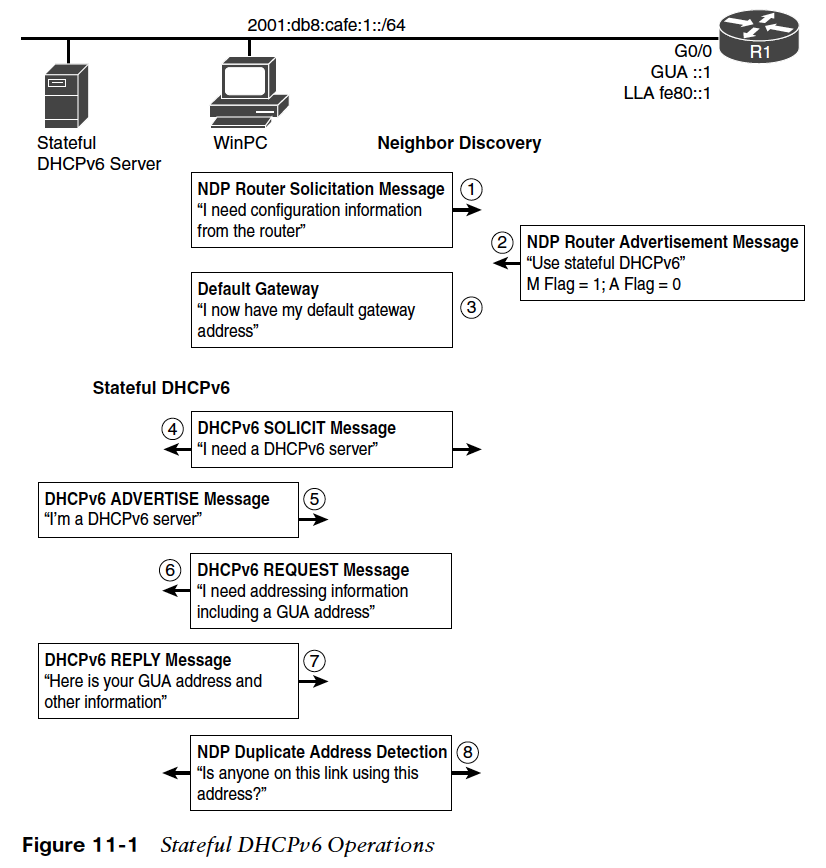 2001:db8:cafe:1::/64
R1
G0/0
GUA ::1
LLA fe80::1
Stateful
DHCPv6 Server
WinPC
Neighbor Discovery
NDP Router Solicitation Message
“I need configuration information
from the router”
1
2
NDP Router Advertisement Message
“Use stateful DHCPv6”
M Flag = 1; A Flag = 0
Default Gateway
“I now have my default gateway
address”
3
Stateful DHCPv6
4
DHCPv6 SOLICIT Message
“I need a DHCPv6 server”
DHCPv6 ADVERTISE Message
“I’m a DHCPv6 server”
5
6
DHCPv6 REQUEST Message
“I need addressing information
including a GUA address”
DHCPv6 REPLY Message
“Here is your GUA address and
other information”
7
NDP Duplicate Address Detection
“Is anyone on this link using this
address?”
8
Figure 11-1 Stateful DHCPv6 Operations